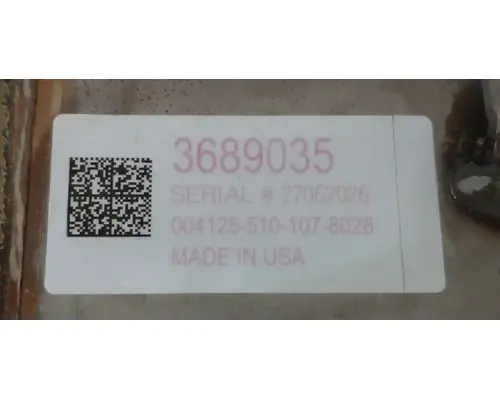 3689035
SERIAL # 27062026
004125-510-107-8028
MADE IN USA